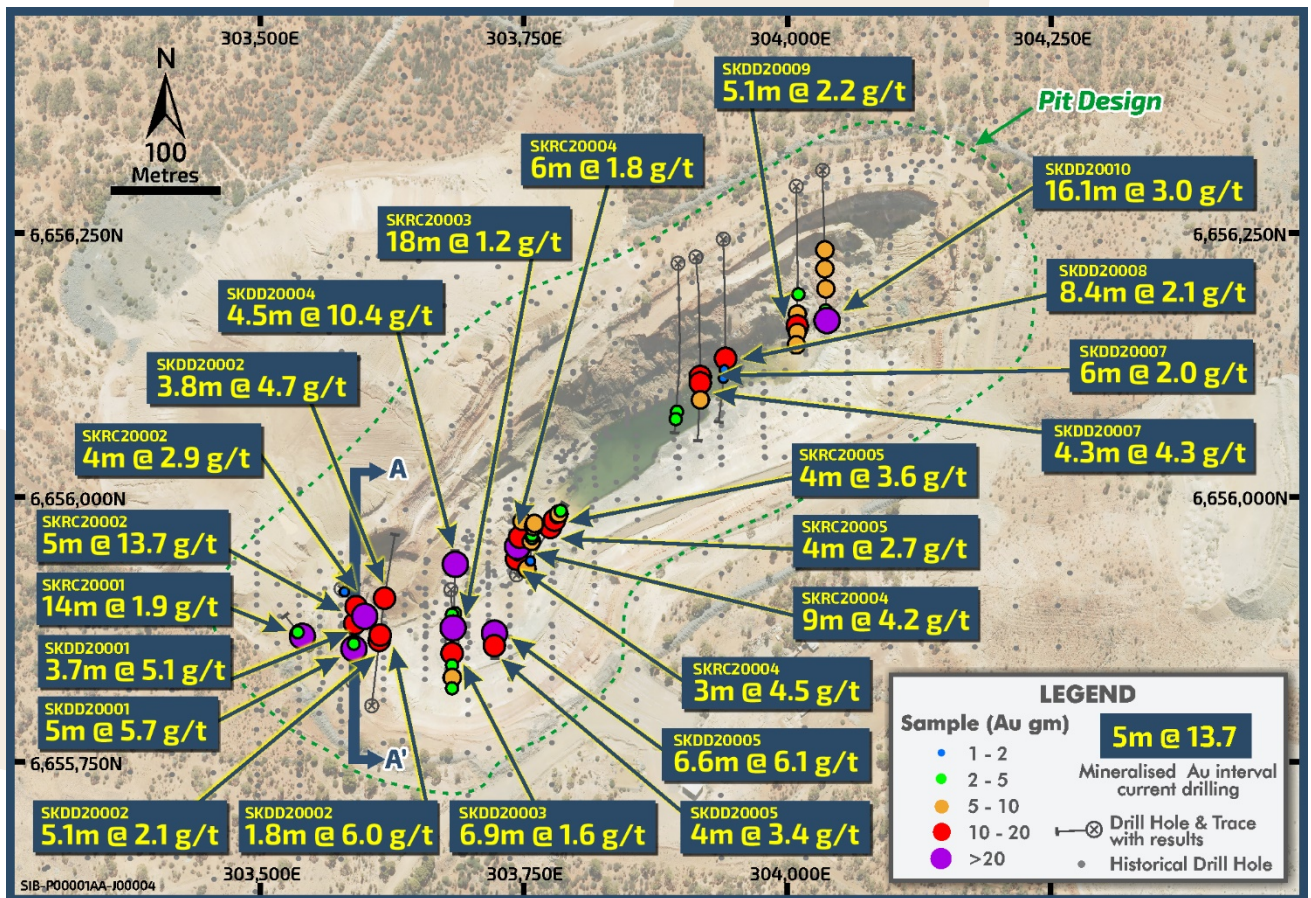 303,500E
303,750E
304,000E
304,250E
N
100
Metres
SKDD20009
5.1m @ 2.2 g/t
Pit Design
SKRC20004
6m @ 1.8 g/t
SKDD20010
16.1m @ 3.0 g/t
SKRC20003
18m @ 1.2 g/t
6,656,250N
6,656,250N
SKDD20008
8.4m @ 2.1 g/t
SKDD20004
4.5m @ 10.4 g/t
SKDD20007
6m @ 2.0 g/t
SKDD20002
3.8m @ 4.7 g/t
SKDD20007
4.3m @ 4.3 g/t
SKRC20002
4m @ 2.9 g/t
A
SKRC20005
4m @ 3.6 g/t
6,656,000N
6,656,000N
SKRC20002
5m @ 13.7 g/t
SKRC20005
4m @ 2.7 g/t
SKRC20001
14m @ 1.9 g/t
SKRC20004
9m @ 4.2 g/t
SKDD20001
3.7m @ 5.1 g/t
SKRC20004
3m @ 4.5 g/t
SKDD20001
5m @ 5.7 g/t
SKDD20005
6.6m @ 6.1 g/t
6,655,750N
A'
SKDD20002
5.1m @ 2.1 g/t
SKDD20002
1.8m @ 6.0 g/t
SKDD20003
6.9m @ 1.6 g/t
SKDD20005
4m @ 3.4 g/t
LEGEND
Sample (Au gm)
1 - 2
2 - 5
5 - 10
10 - 20
>20
5m @ 13.7
Mineralised Au interval
current drilling
Drill Hole & Trace
with results
Historical Drill Hole
SIB-P00001AA-J00004
303,500E
303,750E
304,000E